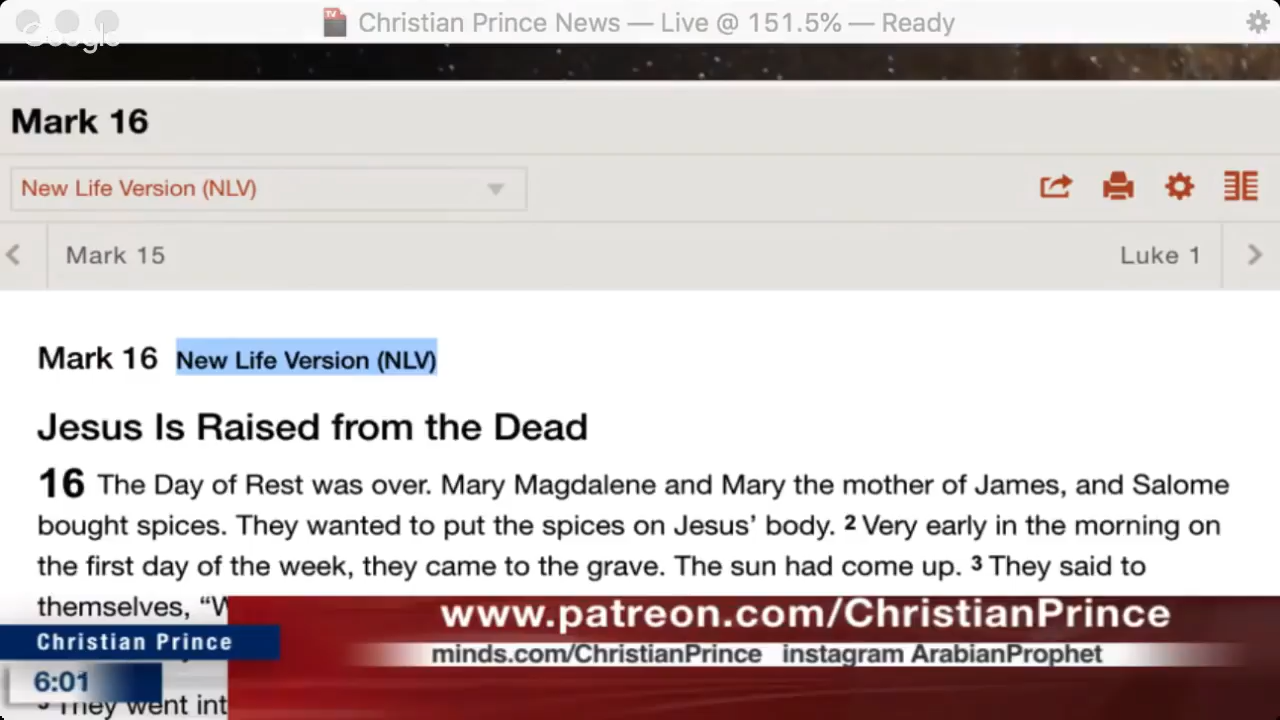 Christian Prince News — Live @ 151.5% — Ready
Google
Mark 16
New Life Version (NLV)
Mark 15
Luke 1
Mark 16 New Life Version (NLV)
Jesus Is Raised from the Dead
16 The Day of Rest was over. Mary Magdalene and Mary the mother of James, and Salome
bought spices. They wanted to put the spices on Jesus’ body. 2 Very early in the morning on
the first day of the week, they came to the grave. The sun had come up. 3 They said to
themselves, “
www.patreon.com/ChristianPrince
Christian Prince
minds.com/ChristianPrince instagram ArabianProphet
6:01
They went